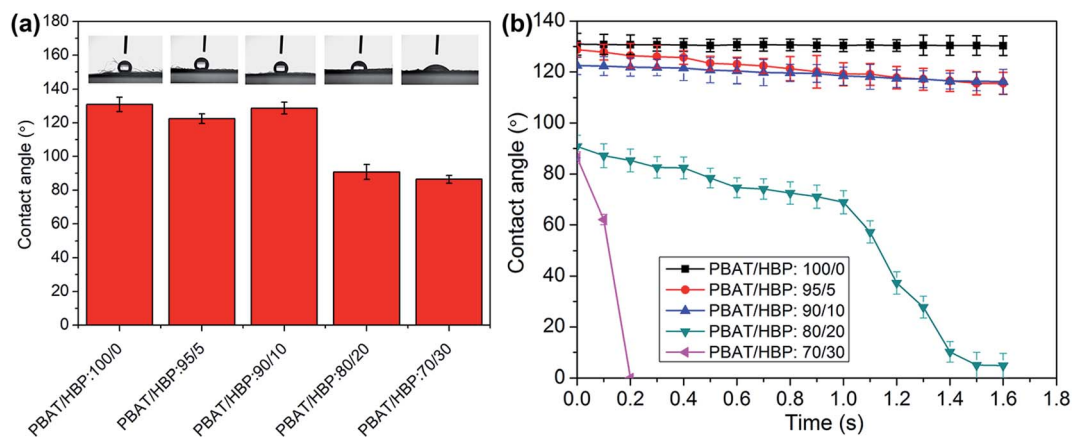 (a)
180
160
140
130
120
100
80
60
40
20
0
Contact angle (°)
PBAT/HBP:100/0
PBAT/HBP:95/5
PBAT/HBP:90/10
PBAT/HBP:80/20
PBAT/HBP:70/30
(b)
140
120
100
80
60
40
20
0
Contact angle (°)
PBAT/HBP: 100/0
PBAT/HBP: 95/5
PBAT/HBP: 90/10
PBAT/HBP: 80/20
PBAT/HBP: 70/30
0.0 0.2 0.4 0.6 0.8 1.0 1.2 1.4 1.6 1.8
Time (s)